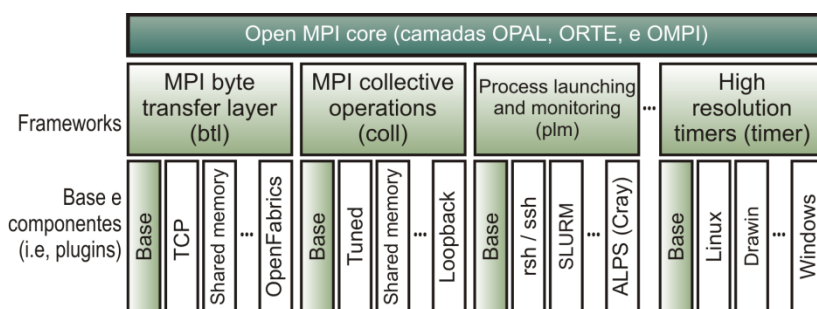 Open MPI core (camadas OPAL, ORTE, e OMPI)
Frameworks
MPI byte
transfer layer
(btl)
MPI collective
operations
(coll)
Process launching
and monitoring
(plm)
...
High
resolution
timers (timer)
Base e
componentes
(i.e, plugins)
Base
TCP
Shared memory
...
OpenFabrics
Base
Tuned
Shared memory
...
Loopback
Base
rsh / ssh
SLURM
...
ALPS (Cray)
Base
Linux
Drawin
...
Windows